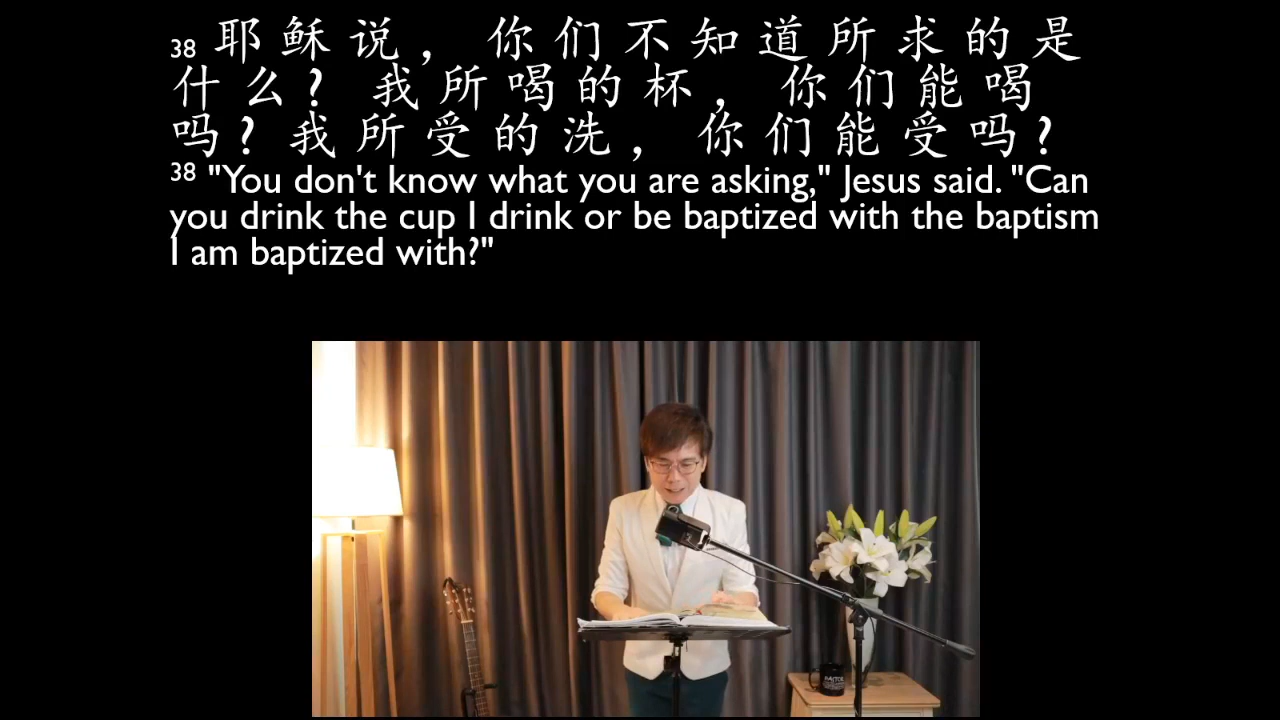 38 耶稣说，你们不知道所求的是
什么？我所喝的杯，你们能喝
吗？我所受的洗，你们能受吗？
38 "You don't know what you are asking," Jesus said. "Can
you drink the cup I drink or be baptized with the baptism
I am baptized with?"